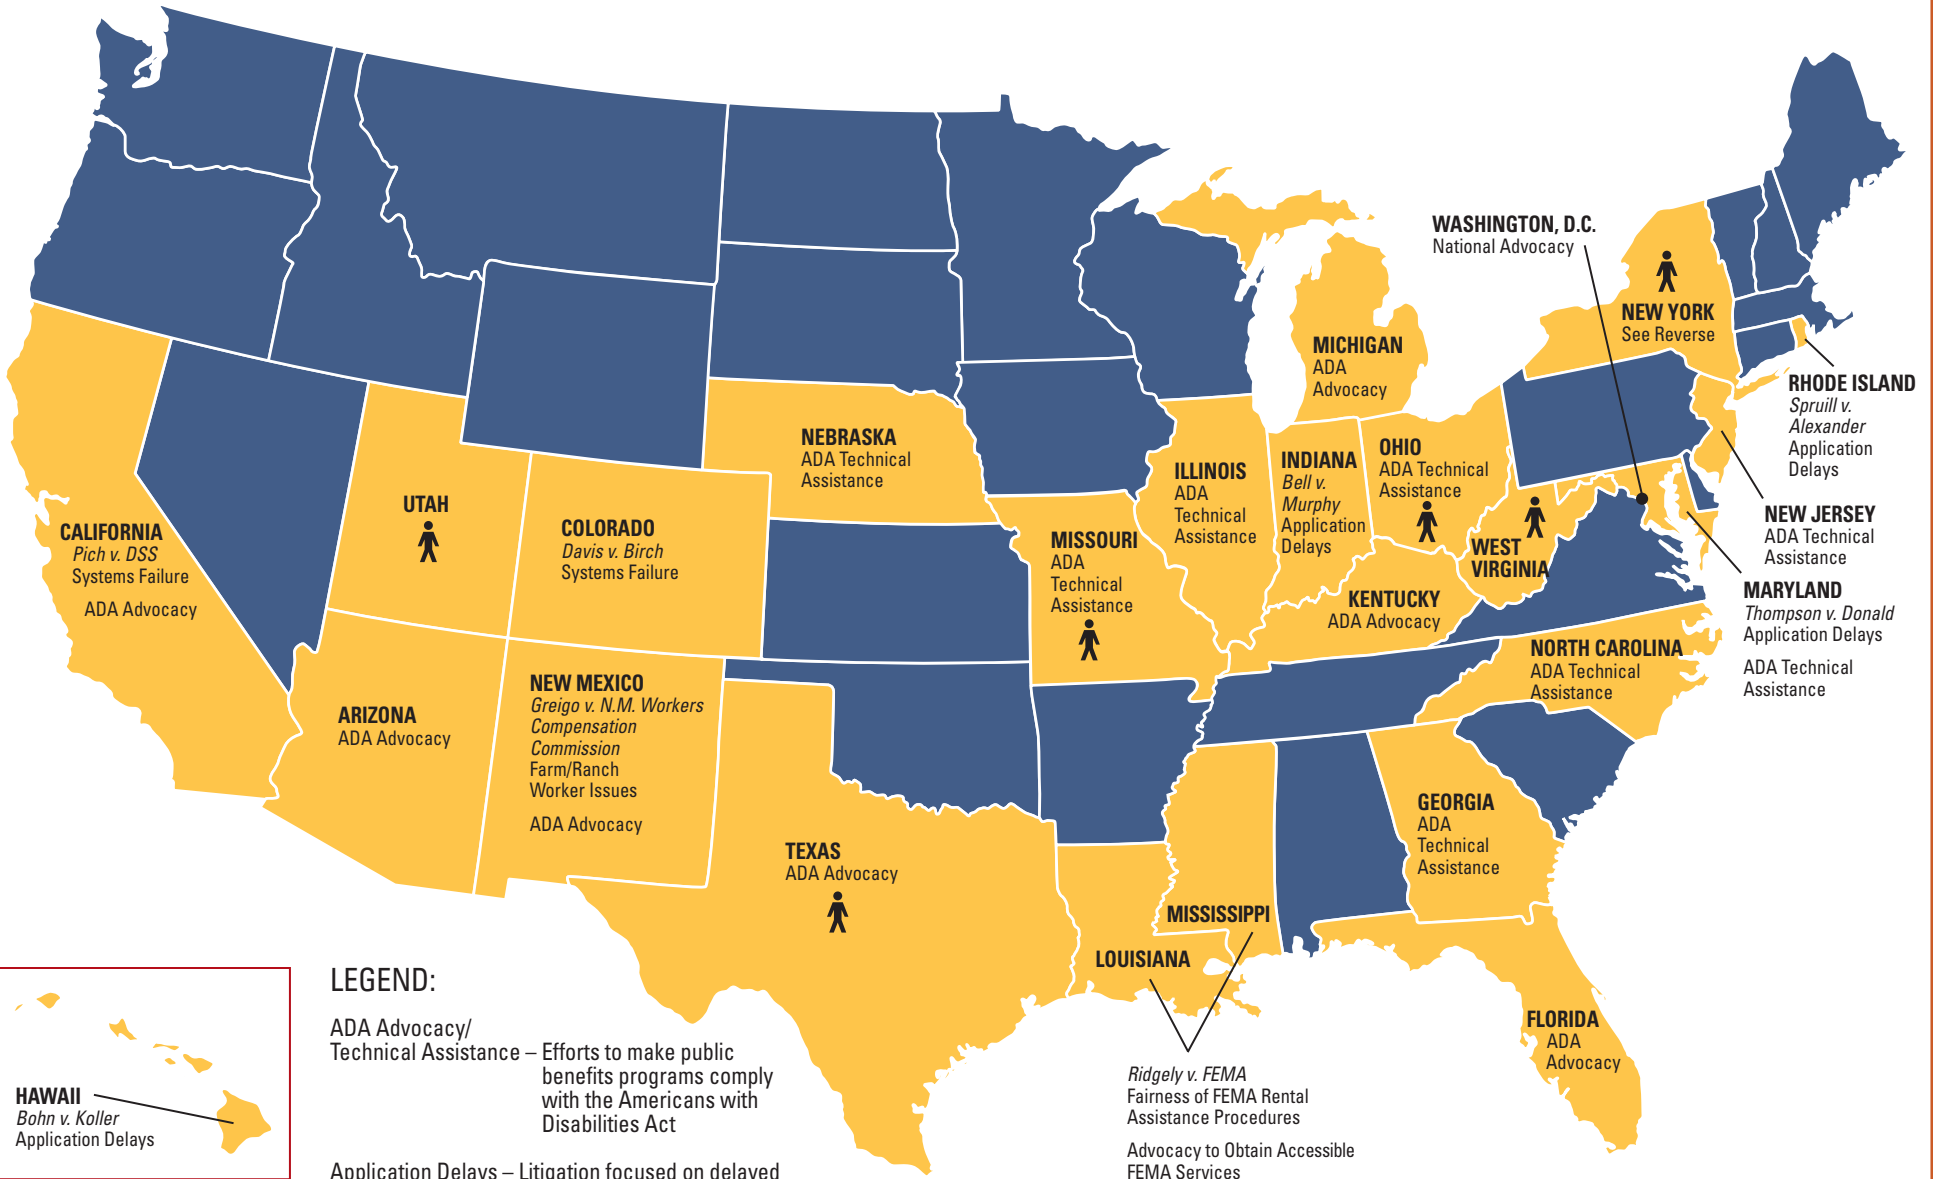 WASHINGTON, D.C.
National Advocacy
NEW YORK
See Reverse
MICHIGAN
ADA
Advocacy
RHODE ISLAND
Spruill v.
Alexander
Application
Delays
NEBRASKA
ADA Technical
Assistance
ILLINOIS
ADA
Technical
Assistance
INDIANA
Bell v.
Murphy
Application
Delays
OHIO
ADA Technical
Assistance
UTAH
COLORADO
Davis v. Birch
Systems Failure
CALIFORNIA
Pich v. DSS
Systems Failure
ADA Advocacy
MISSOURI
ADA
Technical
Assistance
WEST
VIRGINIA
NEW JERSEY
ADA Technical
Assistance
KENTUCKY
ADA Advocacy
MARYLAND
Thompson v. Donald
Application Delays
ADA Technical
Assistance
NORTH CAROLINA
ADA Technical
Assistance
ARIZONA
ADA Advocacy
NEW MEXICO
Greigo v. N.M. Workers
Compensation
Commission
Farm/Ranch
Worker Issues
ADA Advocacy
TEXAS
ADA Advocacy
GEORGIA
ADA
Technical
Assistance
MISSISSIPPI
LOUISIANA
Ridgely v. FEMA
Fairness of FEMA Rental
Assistance Procedures
Advocacy to Obtain Accessible
FEMA Services
FLORIDA
ADA
Advocacy
HAWAII
Bohn v. Koller
Application Delays
LEGEND:
ADA Advocacy/
Technical Assistance – Efforts to make public
benefits programs comply
with the Americans with
Disabilities Act
Application Delays – Litigation focused on delayed